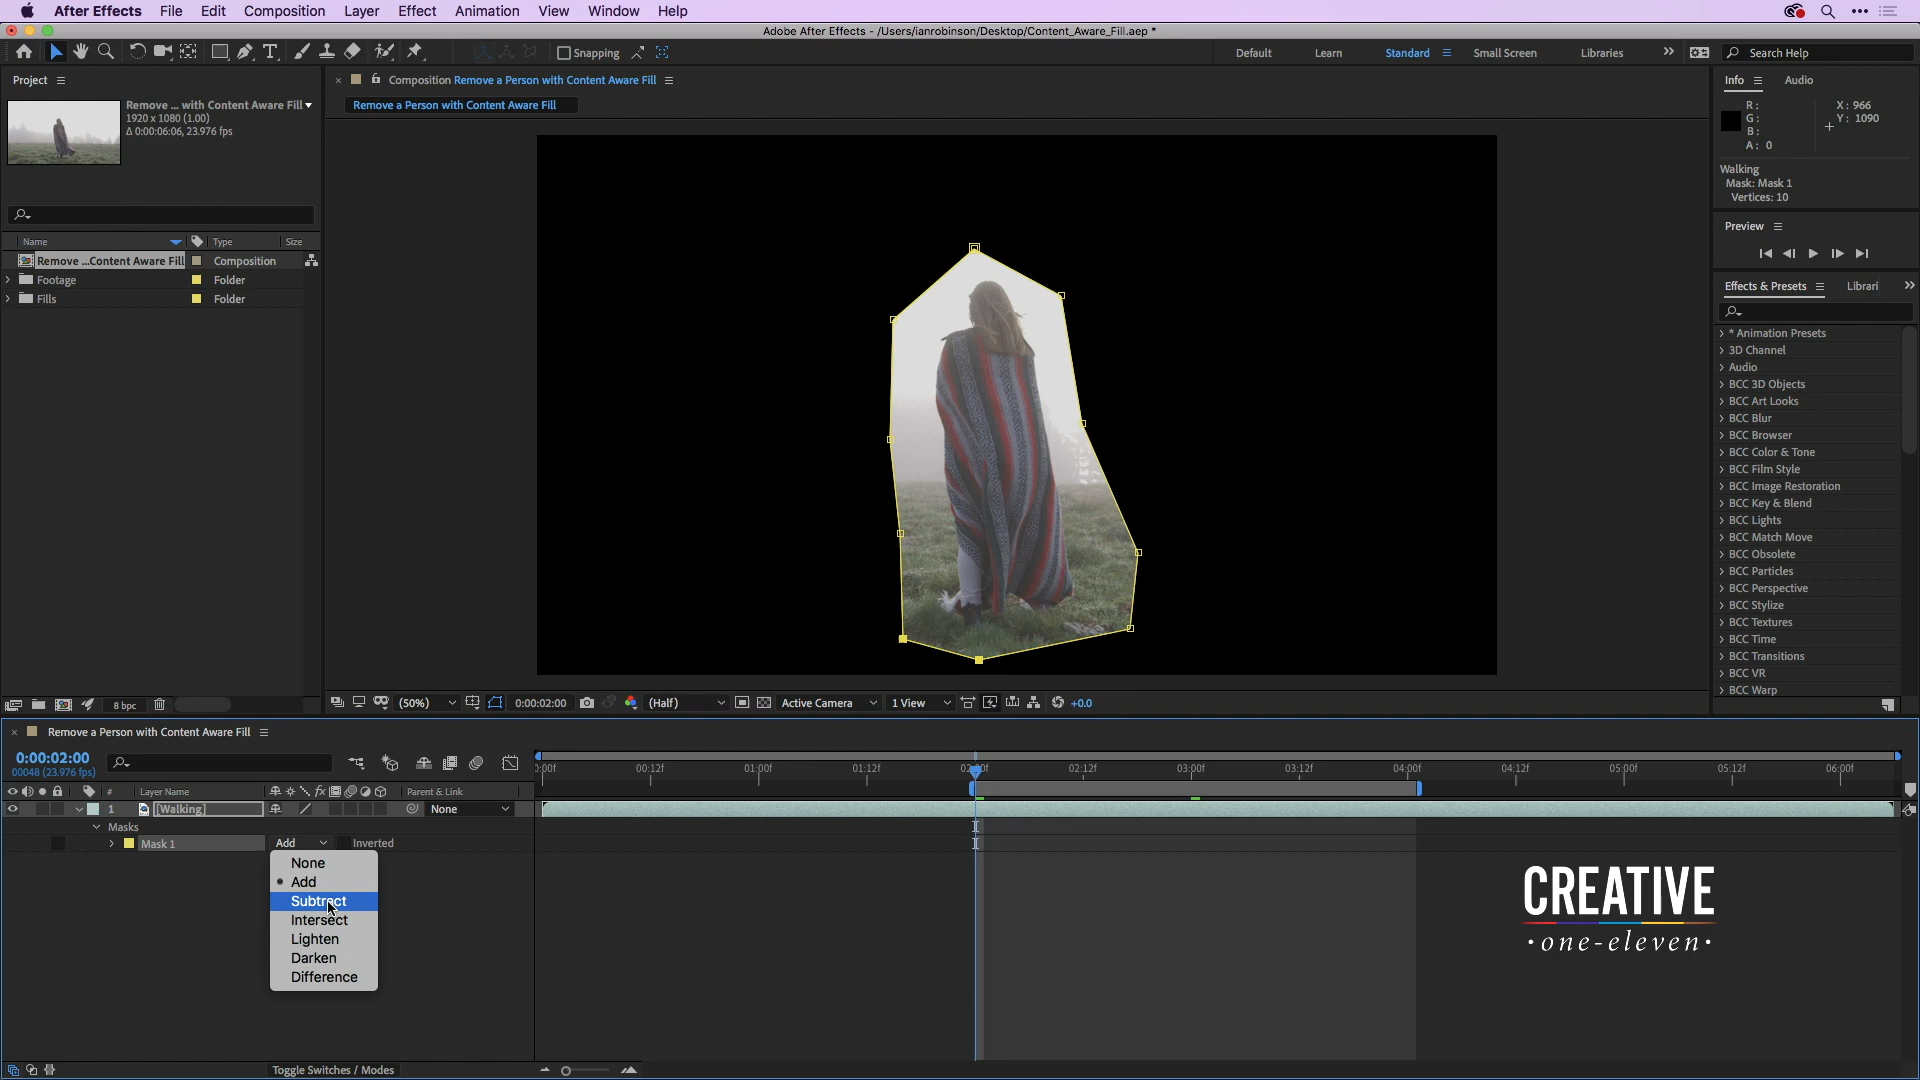 After Effects File Edit Composition Layer Effect Animation View Window Help
Adobe After Effects - /Users/ianrobinson/Desktop/Content_Aware_Fill.aep *
Snapping Default Learn Standard Small Screen Libraries Search Help
Project
Composition Remove a Person with Content Aware Fill
Remove a Person with Content Aware Fill
Remove ... with Content Aware Fill
1920 x 1080 (1.00)
Δ 0:00:06:06, 23.976 fps
Name Type Size
Remove ...Content Aware Fill Composition
Footage Folder
Fills Folder
8 bpc
(50%) 0:00:02:00 (Half) Active Camera 1 View +0.0
Info Audio
R: X: 966
G: Y: 1090
B:
A: 0
Walking
Mask: Mask 1
Vertices: 10
Preview
Effects & Presets Librari
* Animation Presets
3D Channel
Audio
BCC 3D Objects
BCC Art Looks
BCC Blur
BCC Browser
BCC Color & Tone
BCC Film Style
BCC Image Restoration
BCC Key & Blend
BCC Lights
BCC Match Move
BCC Obsolete
BCC Particles
BCC Perspective
BCC Stylize
BCC Textures
BCC Time
BCC Transitions
BCC VR
BCC Warp
Remove a Person with Content Aware Fill
0:00:02:00
00048 (23.976 fps)
:00f 00:12f 01:00f 01:12f 02:12f 03:00f 03:12f 04:00f 04:12f 05:00f 05:12f 06:00f
# Layer Name Parent & Link
1 [Walking] None
Masks
Mask 1 Add Inverted
None
Add
Subtract
Intersect
Lighten
Darken
Difference
CREATIVE
·one-eleven·
Toggle Switches / Modes